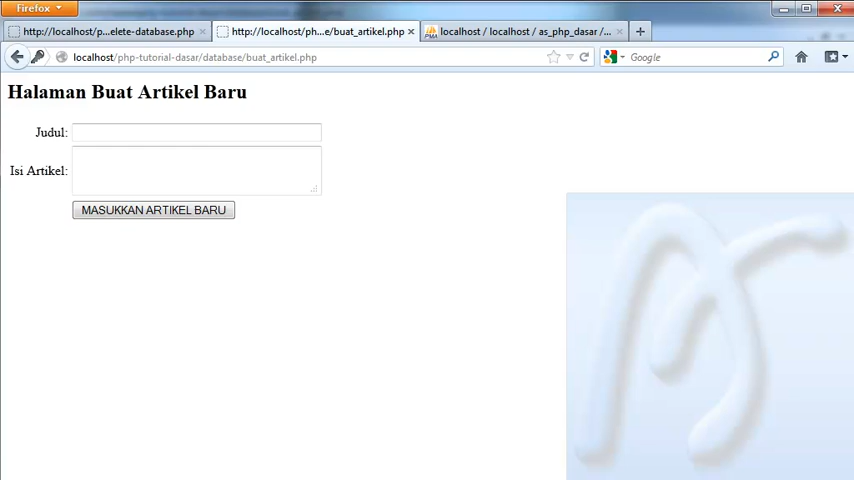 Firefox
http://localhost/p...elete-database.php
http://localhost/ph...e/buat_artikel.php
localhost / localhost / as_php_dasar /...
localhost/php-tutorial-dasar/database/buat_artikel.php
Google
Halaman Buat Artikel Baru
Judul:
Isi Artikel:
MASUKKAN ARTIKEL BARU